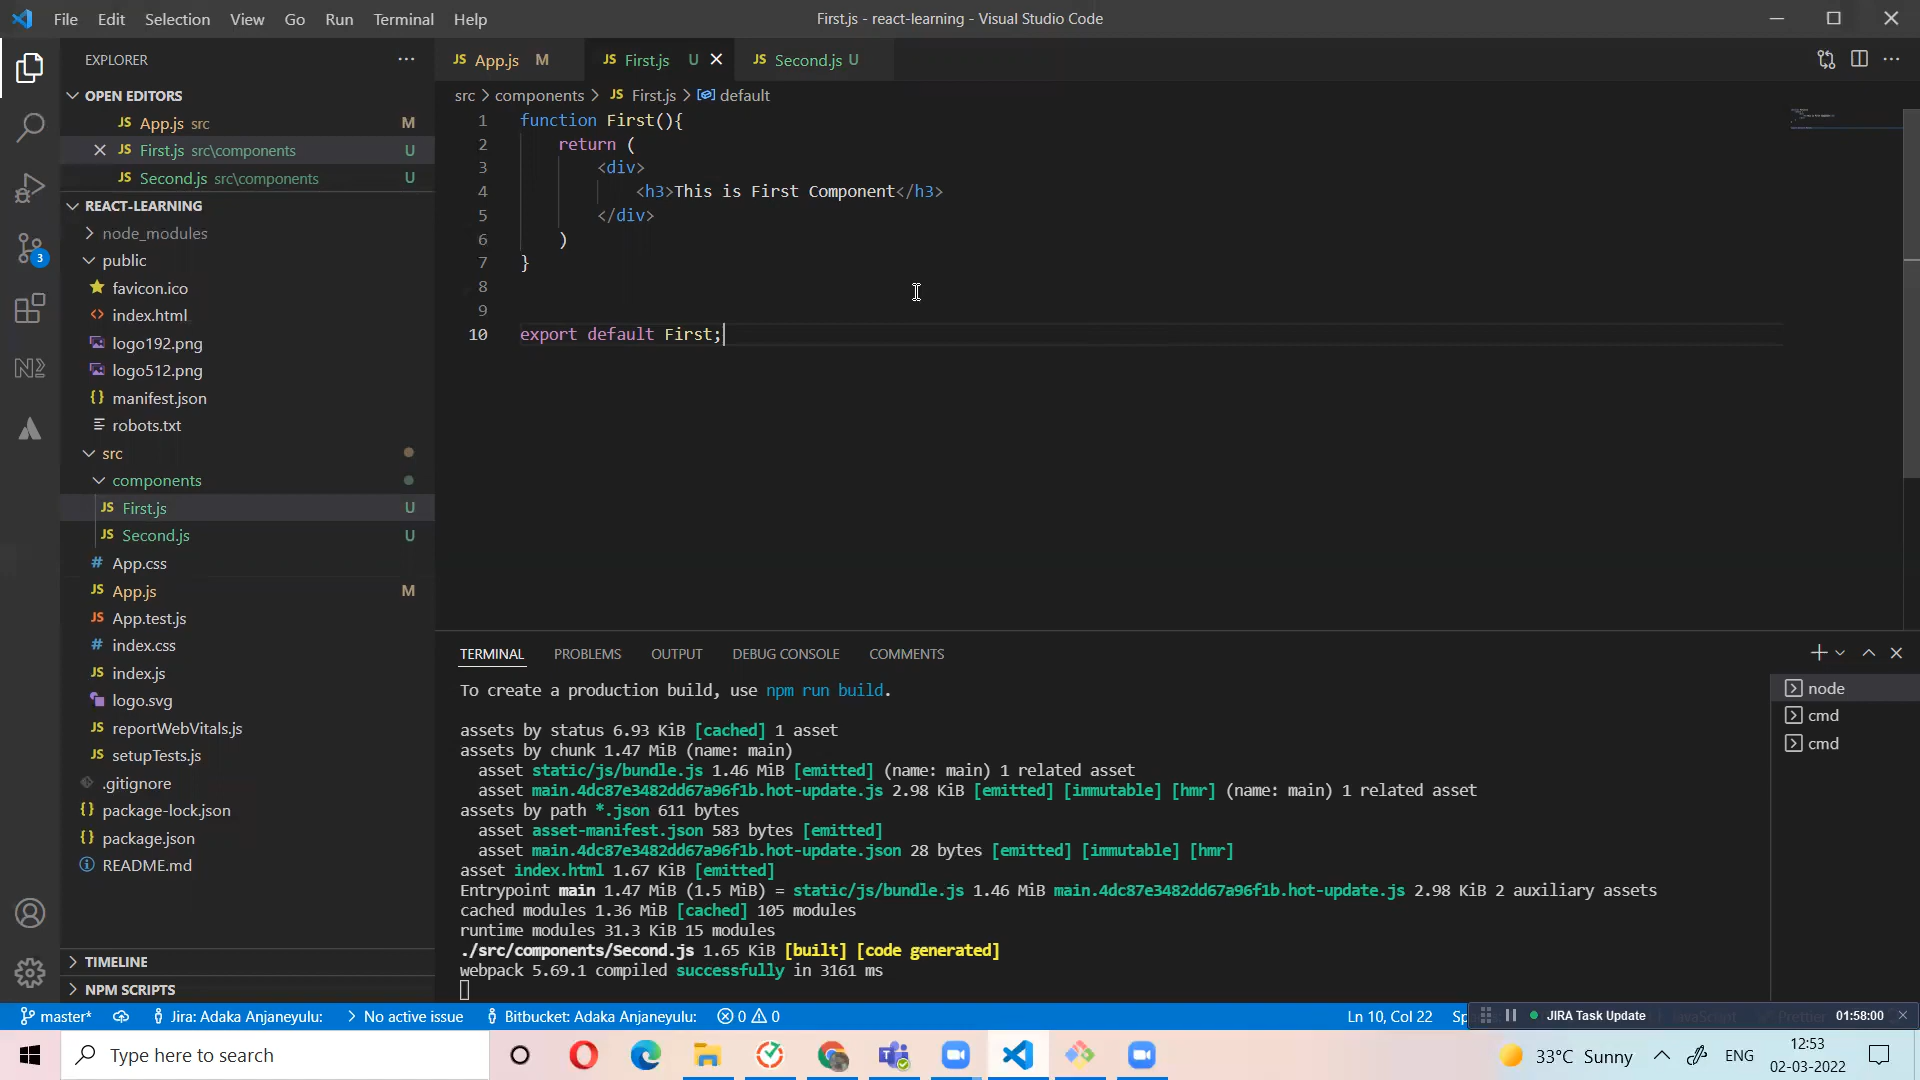 File Edit Selection View Go Run Terminal Help
First.js - react-learning - Visual Studio Code
EXPLORER
OPEN EDITORS
JS App.js src M
JS First.js src\components U
JS Second.js src\components U
REACT-LEARNING
node_modules
public
favicon.ico
index.html
logo192.png
logo512.png
manifest.json
robots.txt
src
components
JS First.js U
JS Second.js U
# App.css
JS App.js M
JS App.test.js
# index.css
JS index.js
logo.svg
JS reportWebVitals.js
JS setupTests.js
.gitignore
{} package-lock.json
{} package.json
README.md
TIMELINE
NPM SCRIPTS
3
JS App.js M
JS First.js U
JS Second.js U
src > components > JS First.js > default
1 function First(){
2 return (
3 <div>
4 <h3>This is First Component</h3>
5 </div>
6 )
7 }
8
9
10 export default First;
TERMINAL PROBLEMS OUTPUT DEBUG CONSOLE COMMENTS
To create a production build, use npm run build.
assets by status 6.93 KiB [cached] 1 asset
assets by chunk 1.47 MiB (name: main)
asset static/js/bundle.js 1.46 MiB [emitted] (name: main) 1 related asset
asset main.4dc87e3482dd67a96f1b.hot-update.js 2.98 KiB [emitted] [immutable] [hmr] (name: main) 1 related asset
assets by path *.json 611 bytes
asset asset-manifest.json 583 bytes [emitted]
asset main.4dc87e3482dd67a96f1b.hot-update.json 28 bytes [emitted] [immutable] [hmr]
asset index.html 1.67 KiB [emitted]
Entrypoint main 1.47 MiB (1.5 MiB) = static/js/bundle.js 1.46 MiB main.4dc87e3482dd67a96f1b.hot-update.js 2.98 KiB 2 auxiliary assets
cached modules 1.36 MiB [cached] 105 modules
runtime modules 31.3 KiB 15 modules
./src/components/Second.js 1.65 KiB [built] [code generated]
webpack 5.69.1 compiled successfully in 3161 ms
node
cmd
cmd
master* Jira: Adaka Anjaneyulu: No active issue Bitbucket: Adaka Anjaneyulu: 0 0 Ln 10, Col 22
JIRA Task Update 01:58:00
Type here to search
33°C Sunny ENG
12:53
02-03-2022